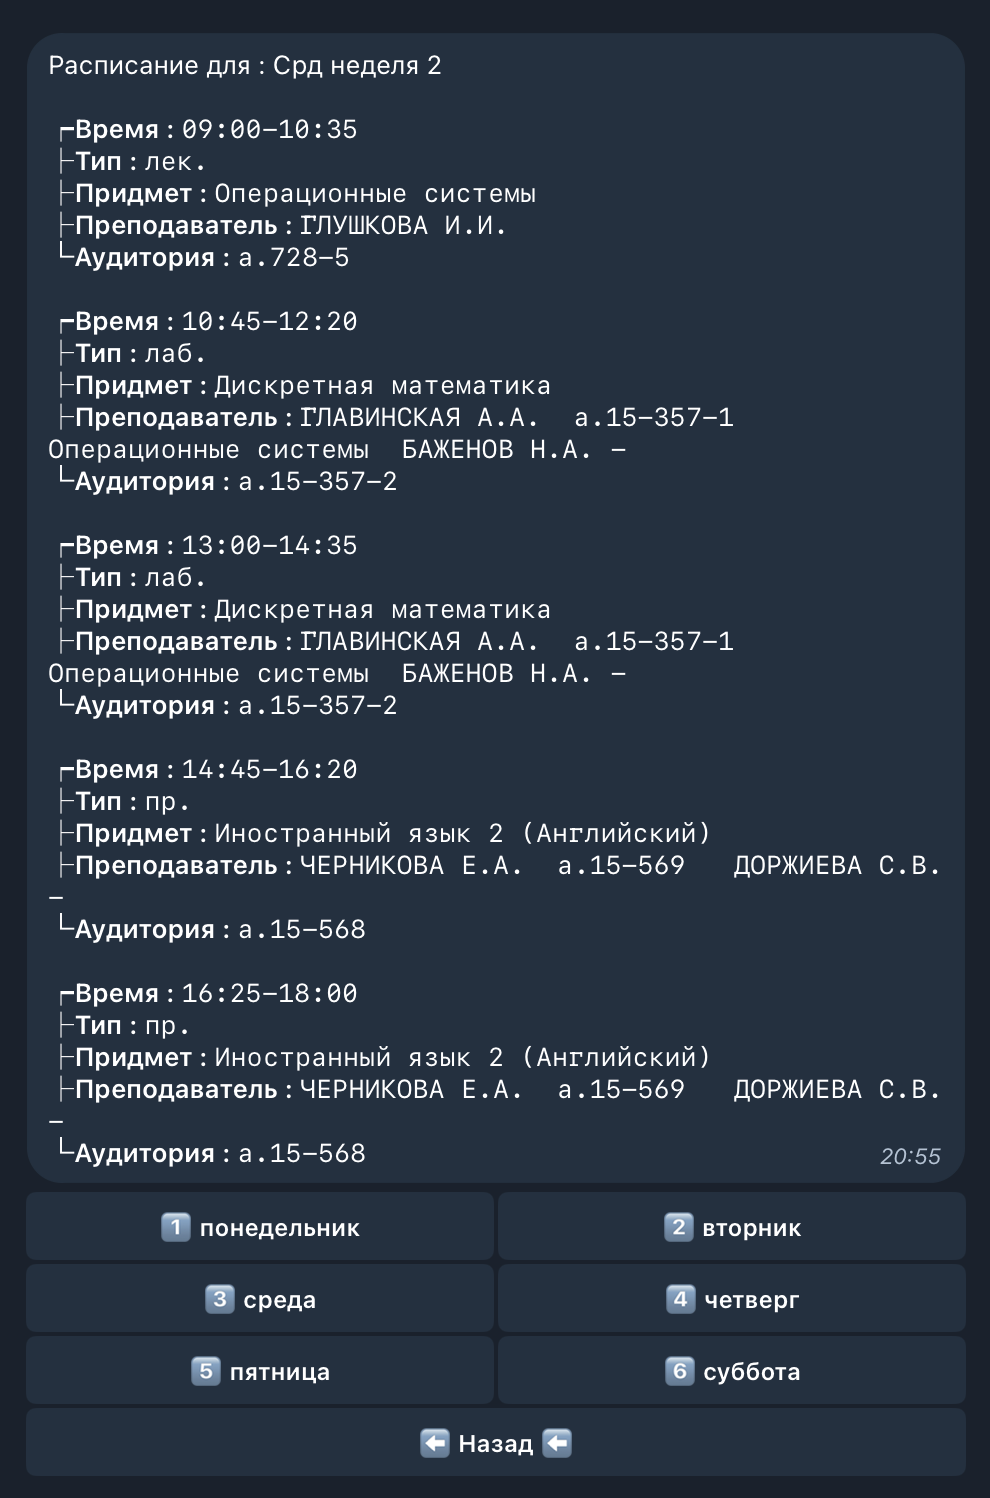 Расписание для : Срд неделя 2
┏Время : 09:00–10:35
├Тип : лек.
├Придмет : Операционные системы
├Преподаватель : ГЛУШКОВА И.И.
└Аудитория : а.728–5
┏Время : 10:45–12:20
├Тип : лаб.
├Придмет : Дискретная математика
├Преподаватель : ГЛАВИНСКАЯ А.А.  а.15–357–1
Операционные системы  БАЖЕНОВ Н.А. –
└Аудитория : а.15–357–2
┏Время : 13:00–14:35
├Тип : лаб.
├Придмет : Дискретная математика
├Преподаватель : ГЛАВИНСКАЯ А.А.  а.15–357–1
Операционные системы  БАЖЕНОВ Н.А. –
└Аудитория : а.15–357–2
┏Время : 14:45–16:20
├Тип : пр.
├Придмет : Иностранный язык 2 (Английский)
├Преподаватель : ЧЕРНИКОВА Е.А.  а.15–569   ДОРЖИЕВА С.В.
–
└Аудитория : а.15–568
┏Время : 16:25–18:00
├Тип : пр.
├Придмет : Иностранный язык 2 (Английский)
├Преподаватель : ЧЕРНИКОВА Е.А.  а.15–569   ДОРЖИЕВА С.В.
–
└Аудитория : а.15–568
20:55
1️⃣ понедельник
2️⃣ вторник
3️⃣ среда
4️⃣ четверг
5️⃣ пятница
6️⃣ суббота
⬅️ Назад ⬅️